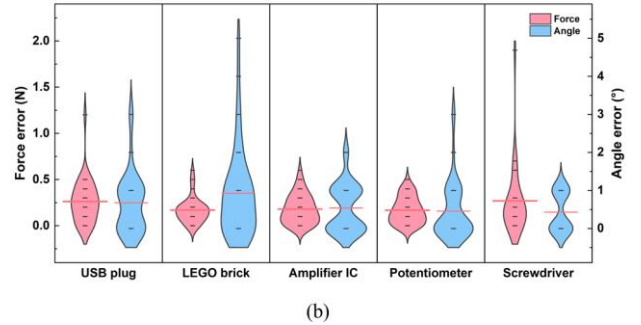 Force
Angle
2.0
1.5
1.0
0.5
0.0
Force error (N)
5
4
3
2
1
0
Angle error (°)
USB plug
LEGO brick
Amplifier IC
Potentiometer
Screwdriver
(b)